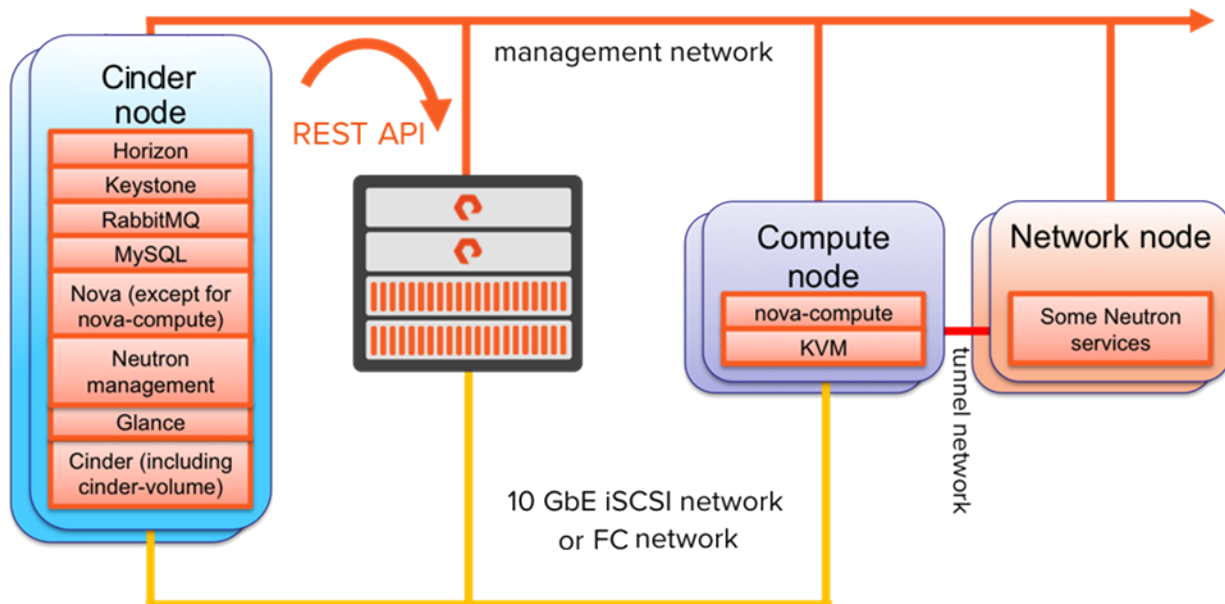 management network
Cinder
node
REST API
Horizon
Keystone
RabbitMQ
MySQL
Nova (except for
nova-compute)
Neutron
management
Glance
Cinder (including
cinder-volume)
Compute
node
nova-compute
KVM
Network node
Some Neutron
services
tunnel network
10 GbE iSCSI network
or FC network